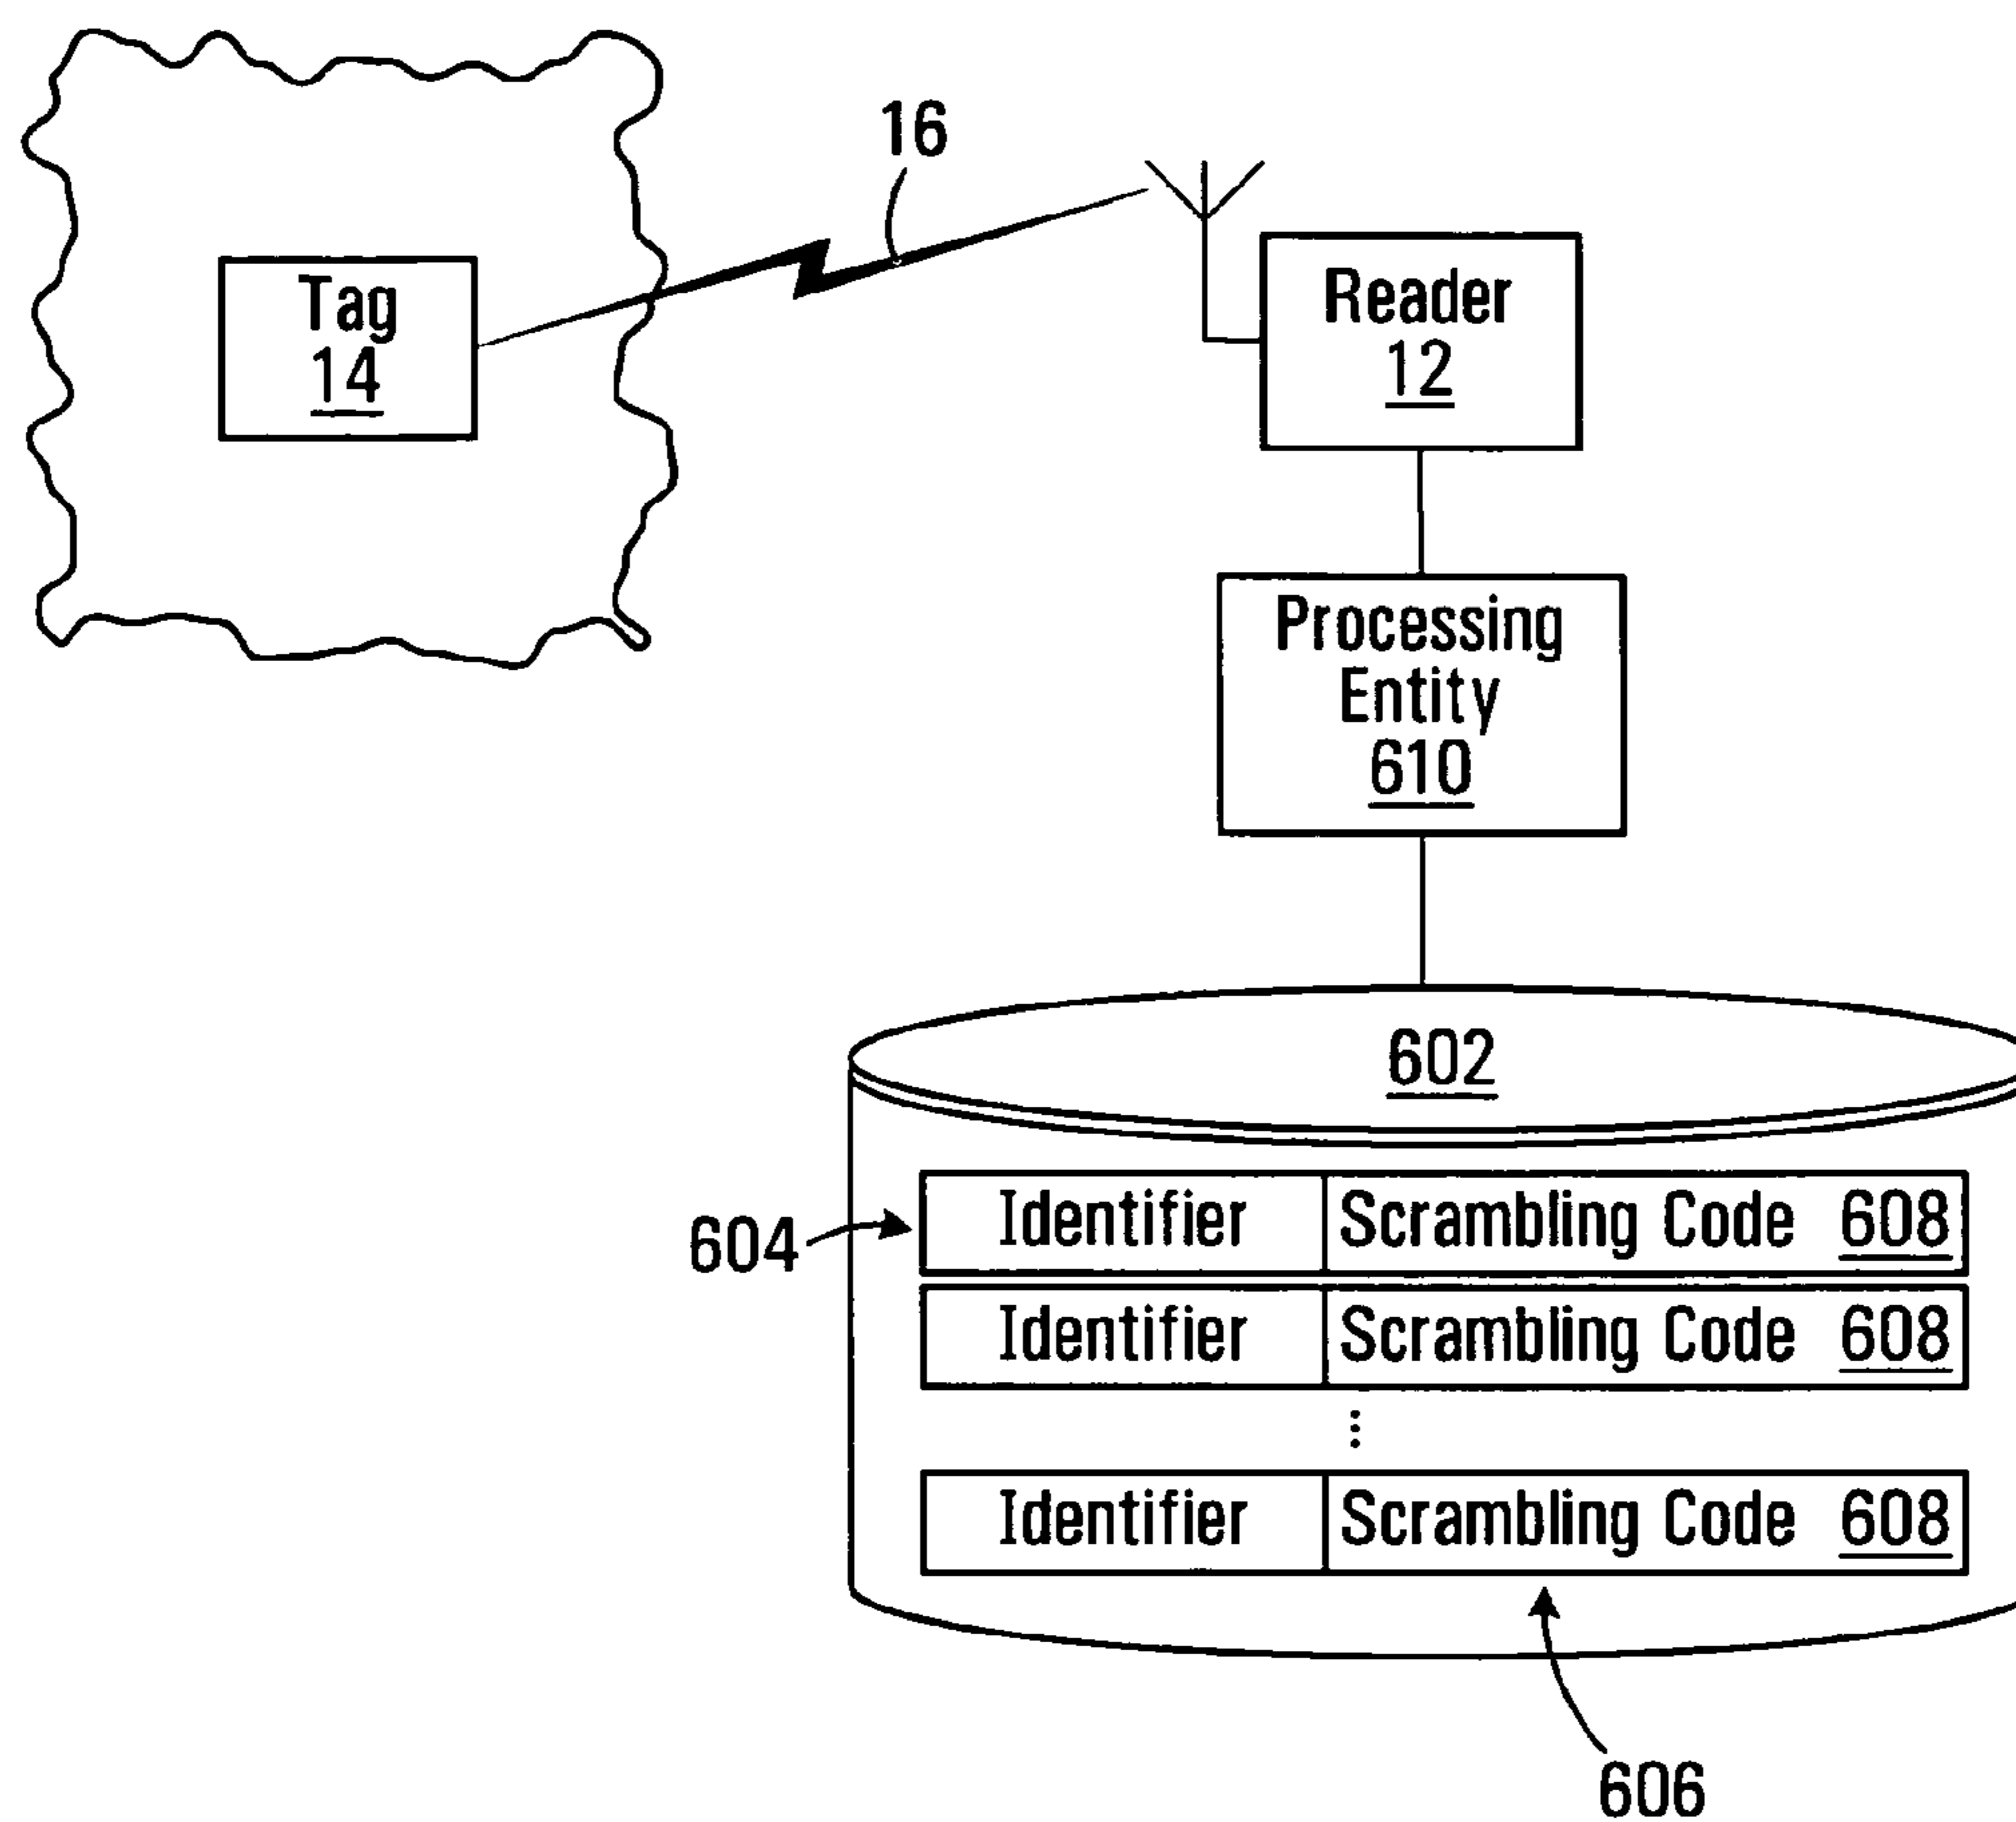 16
Tag
14
Reader
12
Processing
Entity
610
602
604
Identifier Scrambling Code 608
Identifier Scrambling Code 608
⋮
Identifier Scrambling Code 608
606